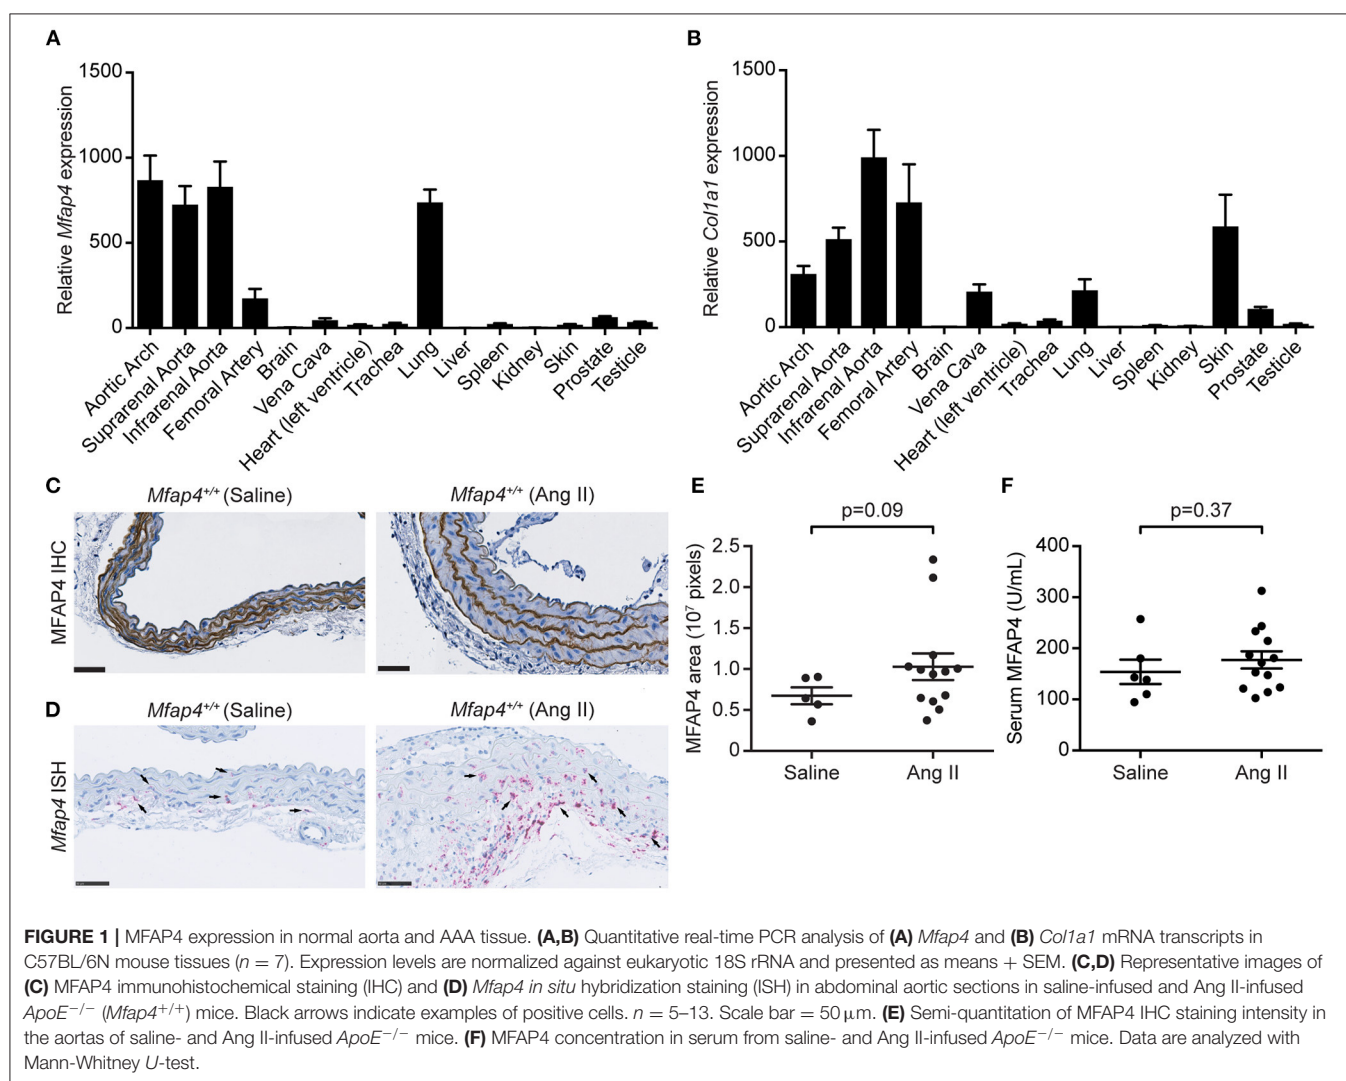 A
Relative Mfap4 expression
1500
1000
500
0
Aortic Arch
Suprarenal Aorta
Infrarenal Aorta
Femoral Artery
Brain
Vena Cava
Heart (left ventricle)
Trachea
Lung
Liver
Spleen
Kidney
Skin
Prostate
Testicle
B
Relative Col1a1 expression
1500
1000
500
0
Aortic Arch
Suprarenal Aorta
Infrarenal Aorta
Femoral Artery
Brain
Vena Cava
Heart (left ventricle)
Trachea
Lung
Liver
Spleen
Kidney
Skin
Prostate
Testicle
C
Mfap4+/+ (Saline)
Mfap4+/+ (Ang II)
MFAP4 IHC
D
Mfap4+/+ (Saline)
Mfap4+/+ (Ang II)
Mfap4 ISH
E
p=0.09
MFAP4 area (10⁷ pixels)
2.5
2.0
1.5
1.0
0.5
0
Saline
Ang II
F
p=0.37
Serum MFAP4 (U/mL)
400
300
200
100
0
Saline
Ang II
FIGURE 1 | MFAP4 expression in normal aorta and AAA tissue. (A,B) Quantitative real-time PCR analysis of (A) Mfap4 and (B) Col1a1 mRNA transcripts in
C57BL/6N mouse tissues (n = 7). Expression levels are normalized against eukaryotic 18S rRNA and presented as means + SEM. (C,D) Representative images of
(C) MFAP4 immunohistochemical staining (IHC) and (D) Mfap4 in situ hybridization staining (ISH) in abdominal aortic sections in saline-infused and Ang II-infused
ApoE−/− (Mfap4+/+) mice. Black arrows indicate examples of positive cells. n = 5–13. Scale bar = 50 μm. (E) Semi-quantitation of MFAP4 IHC staining intensity in
the aortas of saline- and Ang II-infused ApoE−/− mice. (F) MFAP4 concentration in serum from saline- and Ang II-infused ApoE−/− mice. Data are analyzed with
Mann-Whitney U-test.